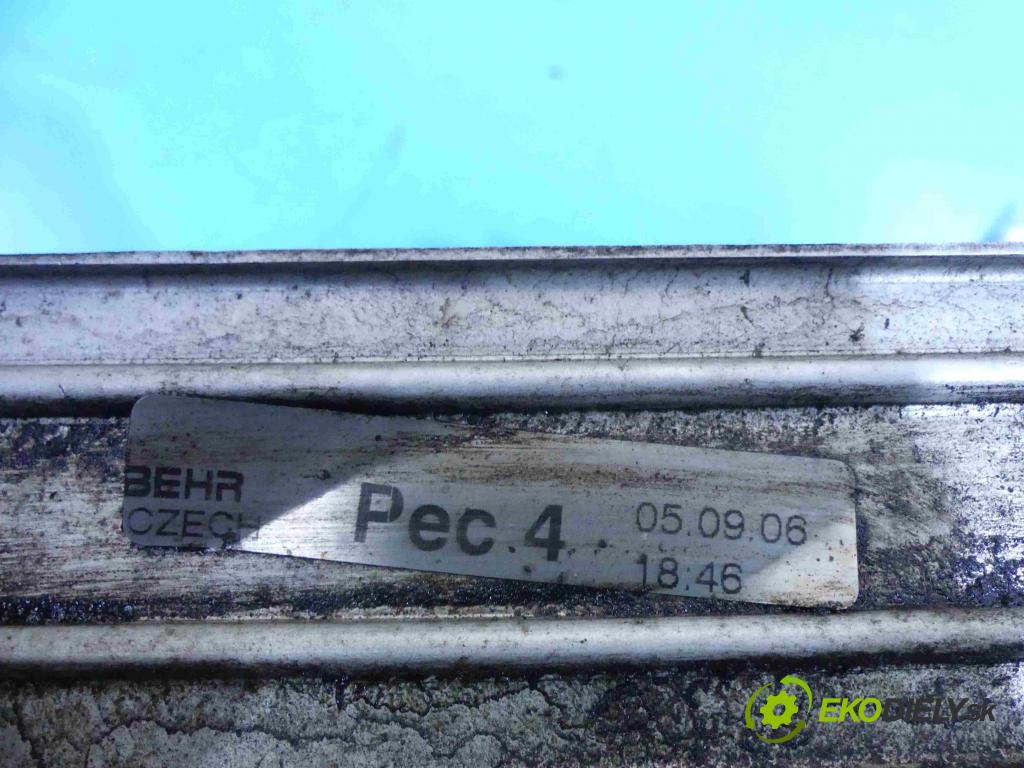 BEHR
CZECH
Pec.4
05.09.06
18:46
EKODIELY.sk